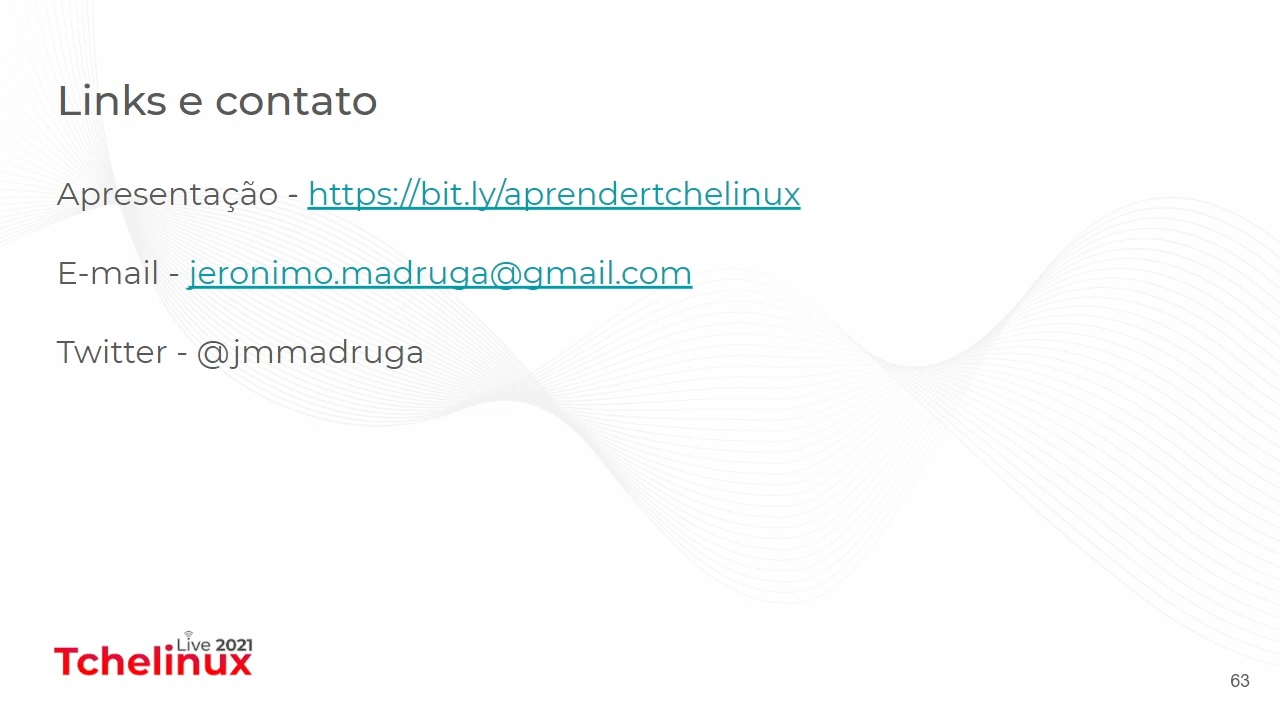 Links e contato
Apresentação - https://bit.ly/aprendertchelinux
E-mail - jeronimo.madruga@gmail.com
Twitter - @jmmadruga
Live 2021
Tchelinux
63